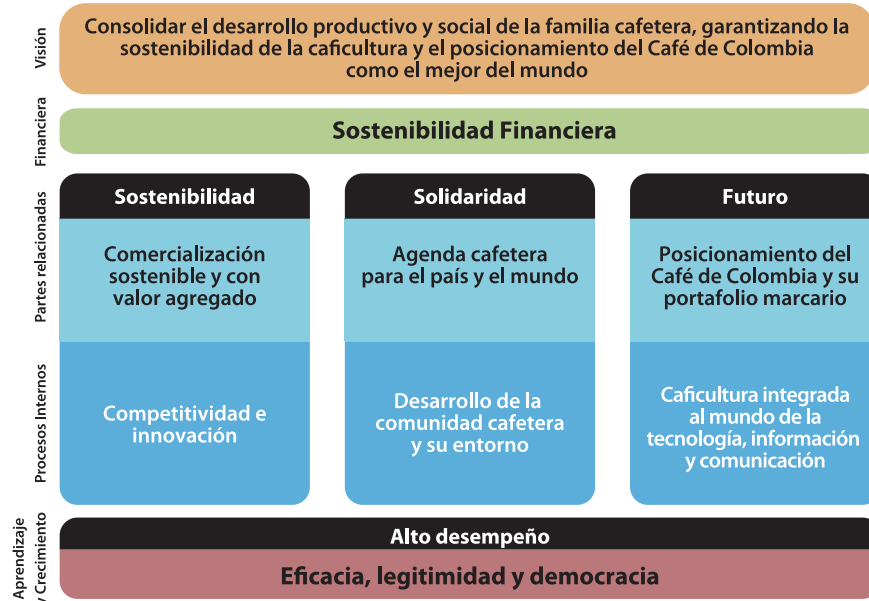 Visión
Consolidar el desarrollo productivo y social de la familia cafetera, garantizando la
sostenibilidad de la caficultura y el posicionamiento del Café de Colombia
como el mejor del mundo
Financiera
Sostenibilidad Financiera
Partes relacionadas
Sostenibilidad
Comercialización
sostenible y con
valor agregado
Solidaridad
Agenda cafetera
para el país y el mundo
Futuro
Posicionamiento del
Café de Colombia y su
portafolio marcario
Procesos Internos
Competitividad e
innovación
Desarrollo de la
comunidad cafetera
y su entorno
Caficultura integrada
al mundo de la
tecnología, información
y comunicación
Aprendizaje
y Crecimiento
Alto desempeño
Eficacia, legitimidad y democracia